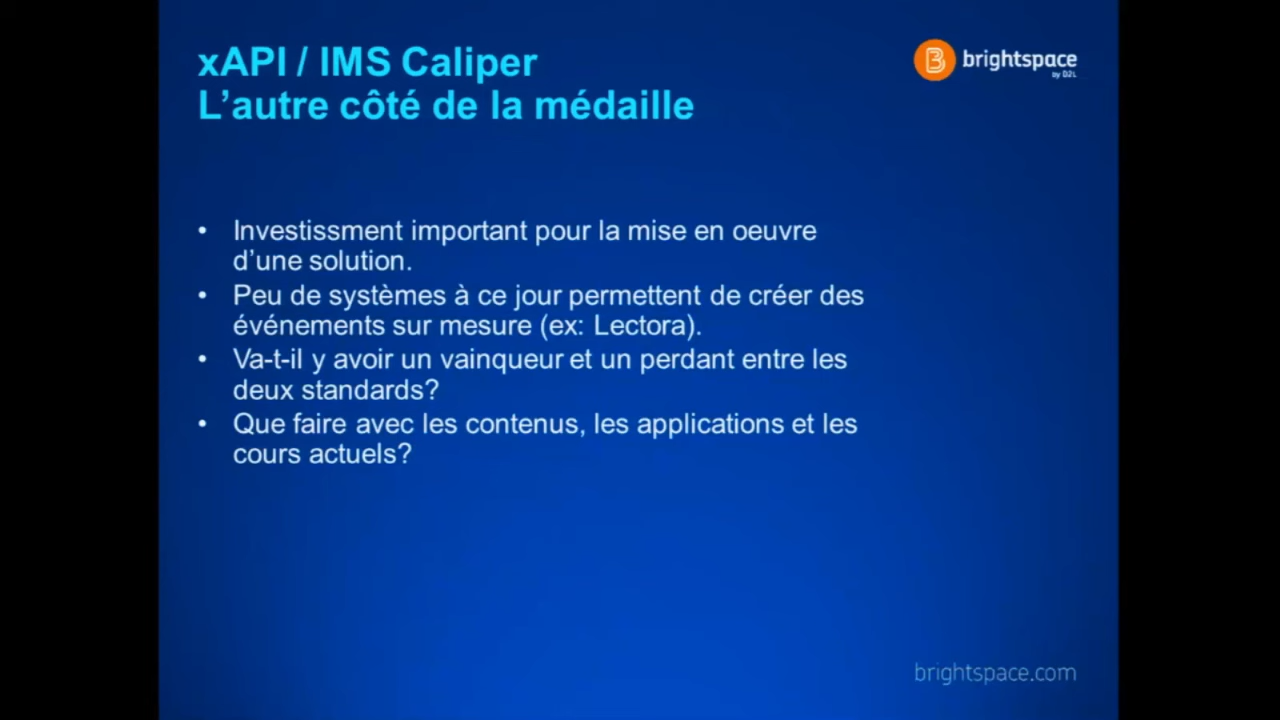 xAPI / IMS Caliper
L’autre côté de la médaille
brightspace
by D2L
• Investissment important pour la mise en oeuvre
d’une solution.
• Peu de systèmes à ce jour permettent de créer des
événements sur mesure (ex: Lectora).
• Va-t-il y avoir un vainqueur et un perdant entre les
deux standards?
• Que faire avec les contenus, les applications et les
cours actuels?
brightspace.com